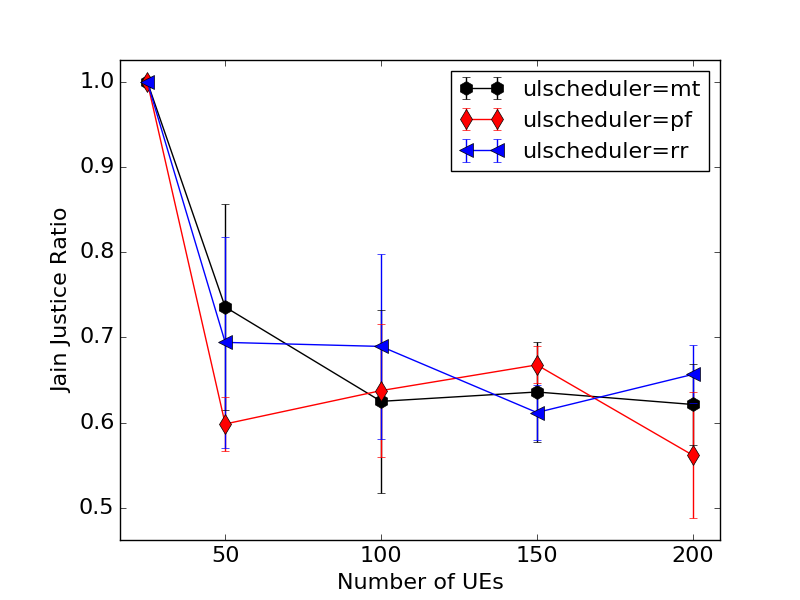 1.0
0.9
0.8
0.7
0.6
0.5
Jain Justice Ratio
ulscheduler=mt
ulscheduler=pf
ulscheduler=rr
50
100
150
200
Number of UEs